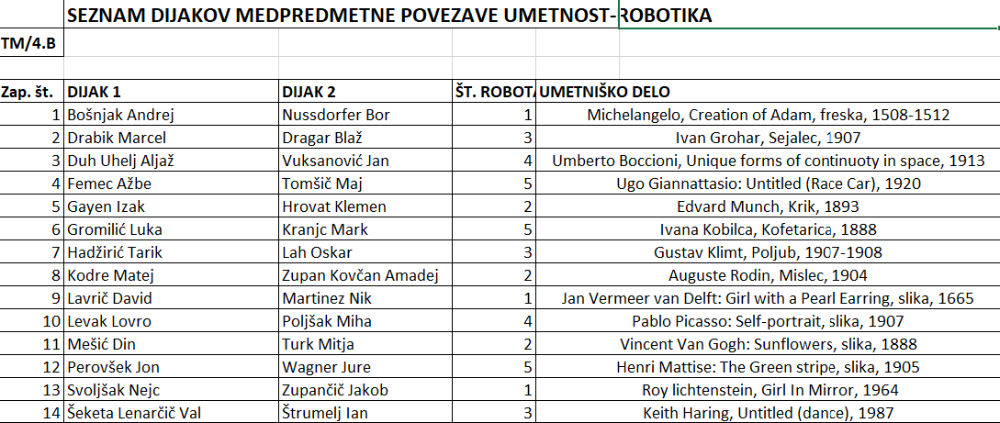 SEZNAM DIJAKOV MEDPREDMETNE POVEZAVE UMETNOST-ROBOTIKA
TM/4.B
Zap. št. DIJAK 1 DIJAK 2 ŠT. ROBOTA UMETNIŠKO DELO
1 Bošnjak Andrej Nussdorfer Bor 1 Michelangelo, Creation of Adam, freska, 1508-1512
2 Drabik Marcel Dragar Blaž 3 Ivan Grohar, Sejalec, 1907
3 Duh Uhelj Aljaž Vuksanović Jan 4 Umberto Boccioni, Unique forms of continuoty in space, 1913
4 Femec Ažbe Tomšič Maj 5 Ugo Giannattasio: Untitled (Race Car), 1920
5 Gayen Izak Hrovat Klemen 2 Edvard Munch, Krik, 1893
6 Gromilić Luka Kranjc Mark 5 Ivana Kobilca, Kofetarica, 1888
7 Hadžirić Tarik Lah Oskar 3 Gustav Klimt, Poljub, 1907-1908
8 Kodre Matej Zupan Kovčan Amadej 2 Auguste Rodin, Mislec, 1904
9 Lavrič David Martinez Nik 1 Jan Vermeer van Delft: Girl with a Pearl Earring, slika, 1665
10 Levak Lovro Poljšak Miha 4 Pablo Picasso: Self-portrait, slika, 1907
11 Mešić Din Turk Mitja 2 Vincent Van Gogh: Sunflowers, slika, 1888
12 Perovšek Jon Wagner Jure 5 Henri Mattise: The Green stripe, slika, 1905
13 Svoljšak Nejc Zupančič Jakob 1 Roy lichtenstein, Girl In Mirror, 1964
14 Šeketa Lenarčič Val Štrumelj Ian 3 Keith Haring, Untitled (dance), 1987